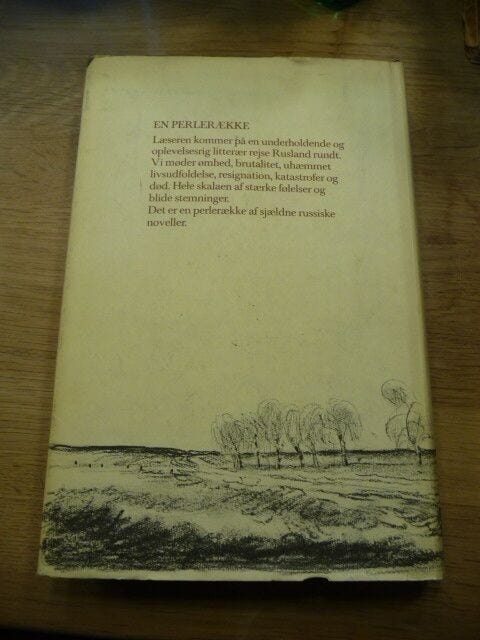 EN PERLERÆKKE
Læseren kommer på en underholdende og
oplevelsesrig litterær rejse Rusland rundt.
Vi møder ømhed, brutalitet, uhæmmet
livsudfoldelse, resignation, katastrofer og
død. Hele skalaen af stærke følelser og
blide stemninger.
Det er en perlerække af sjældne russiske
noveller.